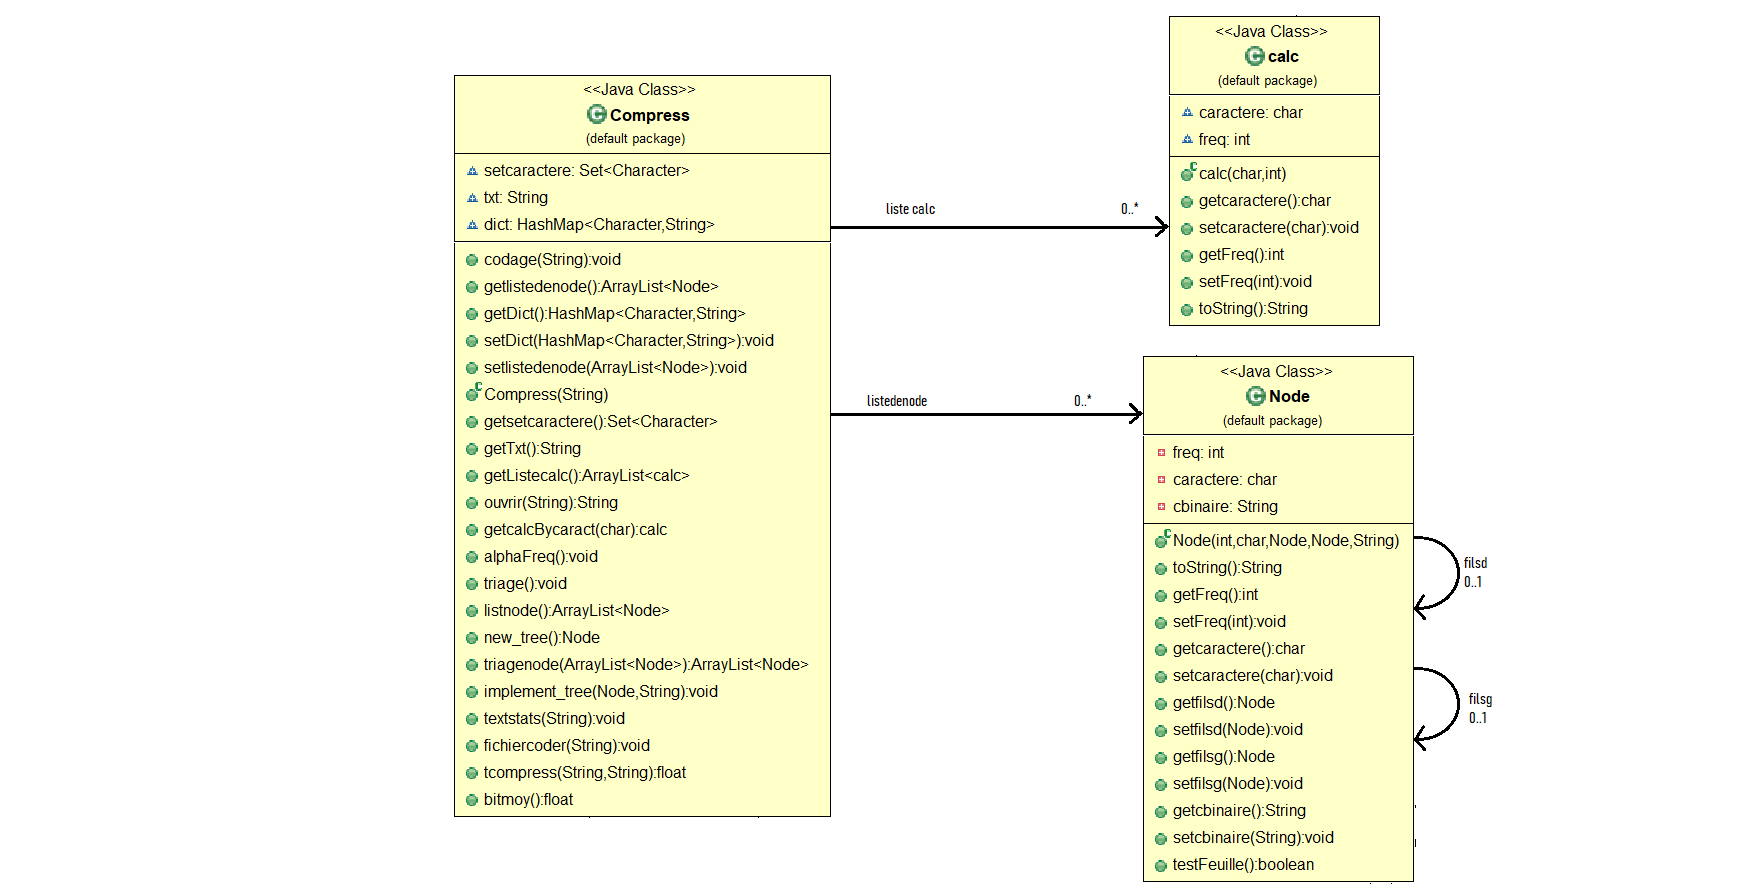 <<Java Class>>
Compress
(default package)
setcaractere: Set<Character>
txt: String
dict: HashMap<Character,String>
codage(String):void
getlistedenode():ArrayList<Node>
getDict():HashMap<Character,String>
setDict(HashMap<Character,String>):void
setlistedenode(ArrayList<Node>):void
Compress(String)
getsetcaractere():Set<Character>
getTxt():String
getListecalc():ArrayList<calc>
ouvrir(String):String
getcalcBycaract(char):calc
alphaFreq():void
triage():void
listnode():ArrayList<Node>
new_tree():Node
triagenode(ArrayList<Node>):ArrayList<Node>
implement_tree(Node,String):void
textstats(String):void
fichiercoder(String):void
tcompress(String,String):float
bitmoy():float
liste calc
0..*
listedenode
0..*
<<Java Class>>
calc
(default package)
caractere: char
freq: int
calc(char,int)
getcaractere():char
setcaractere(char):void
getFreq():int
setFreq(int):void
toString():String
<<Java Class>>
Node
(default package)
freq: int
caractere: char
cbinaire: String
Node(int,char,Node,Node,String)
toString():String
getFreq():int
setFreq(int):void
getcaractere():char
setcaractere(char):void
getfilsd():Node
setfilsd(Node):void
getfilsg():Node
setfilsg(Node):void
getcbinaire():String
setcbinaire(String):void
testFeuille():boolean
filsd
0..1
filsg
0..1